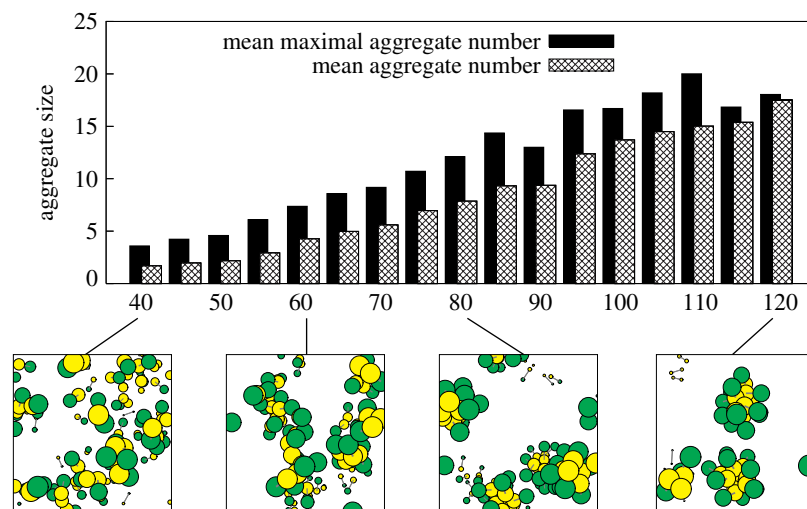 25
mean maximal aggregate number
mean aggregate number
20
15
10
5
0
aggregate size
40 50 60 70 80 90 100 110 120